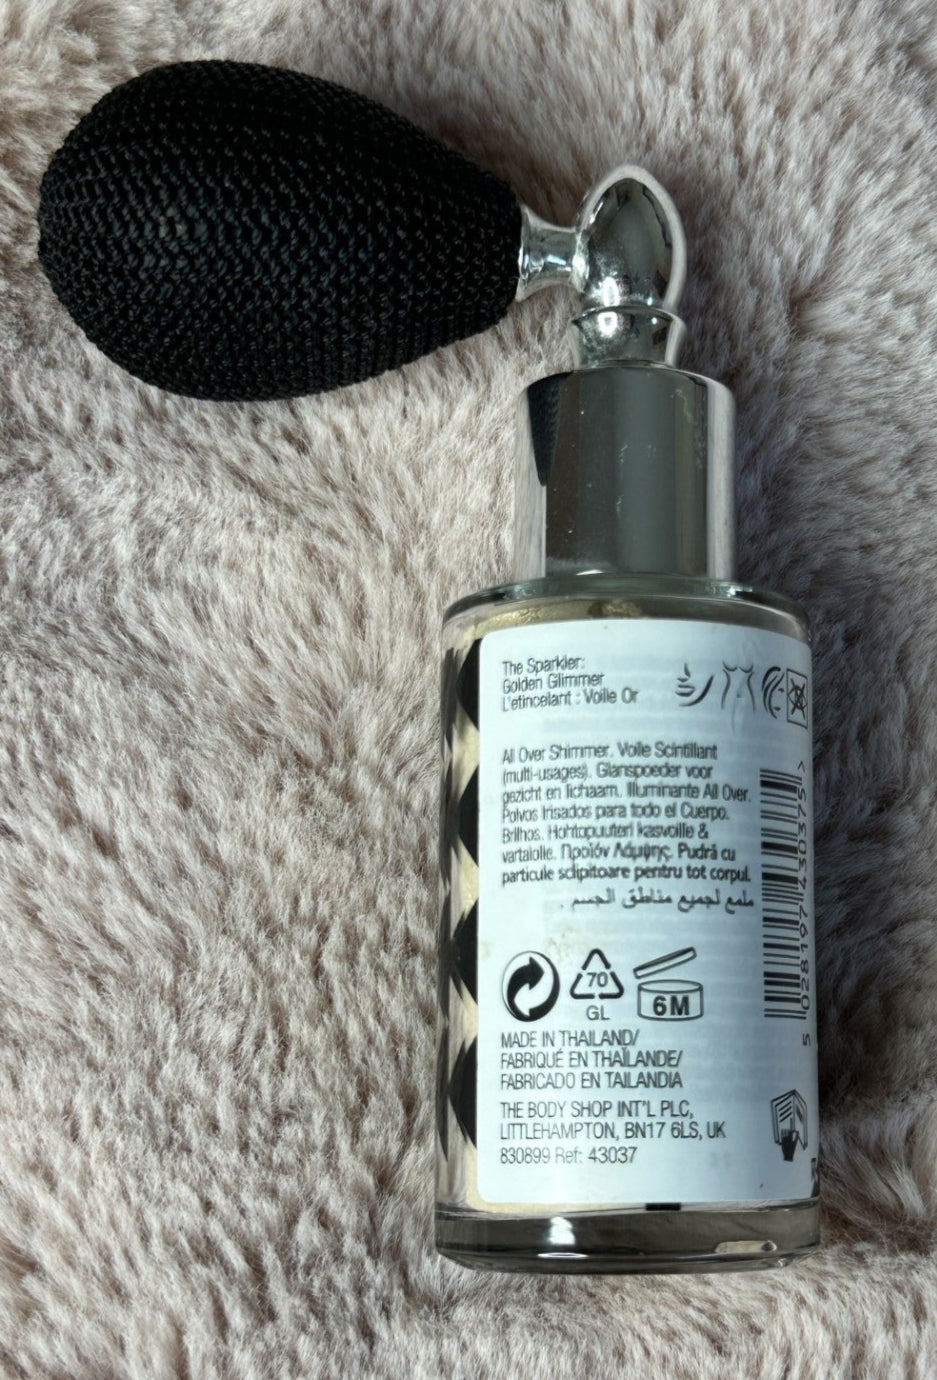 The Sparkler:
Golden Glimmer
L'etincelant : Voile Or
All Over Shimmer. Voile Scintillant
(multi-usages). Glanspoeder voor
gezicht en lichaam. Illuminante All Over.
Polvos Irisados para todo el Cuerpo.
Brilhos. Hohtopuuteri kasvoille &
vartalolle. Προϊόν Λάμψης. Pudră cu
particule sclipitoare pentru tot corpul.
ملمع لجميع مناطق الجسم .
70
GL
6M
MADE IN THAILAND/
FABRIQUÉ EN THAÏLANDE/
FABRICADO EN TAILANDIA
THE BODY SHOP INT'L PLC,
LITTLEHAMPTON, BN17 6LS, UK
830899 Ref: 43037
5 028197 430375 >